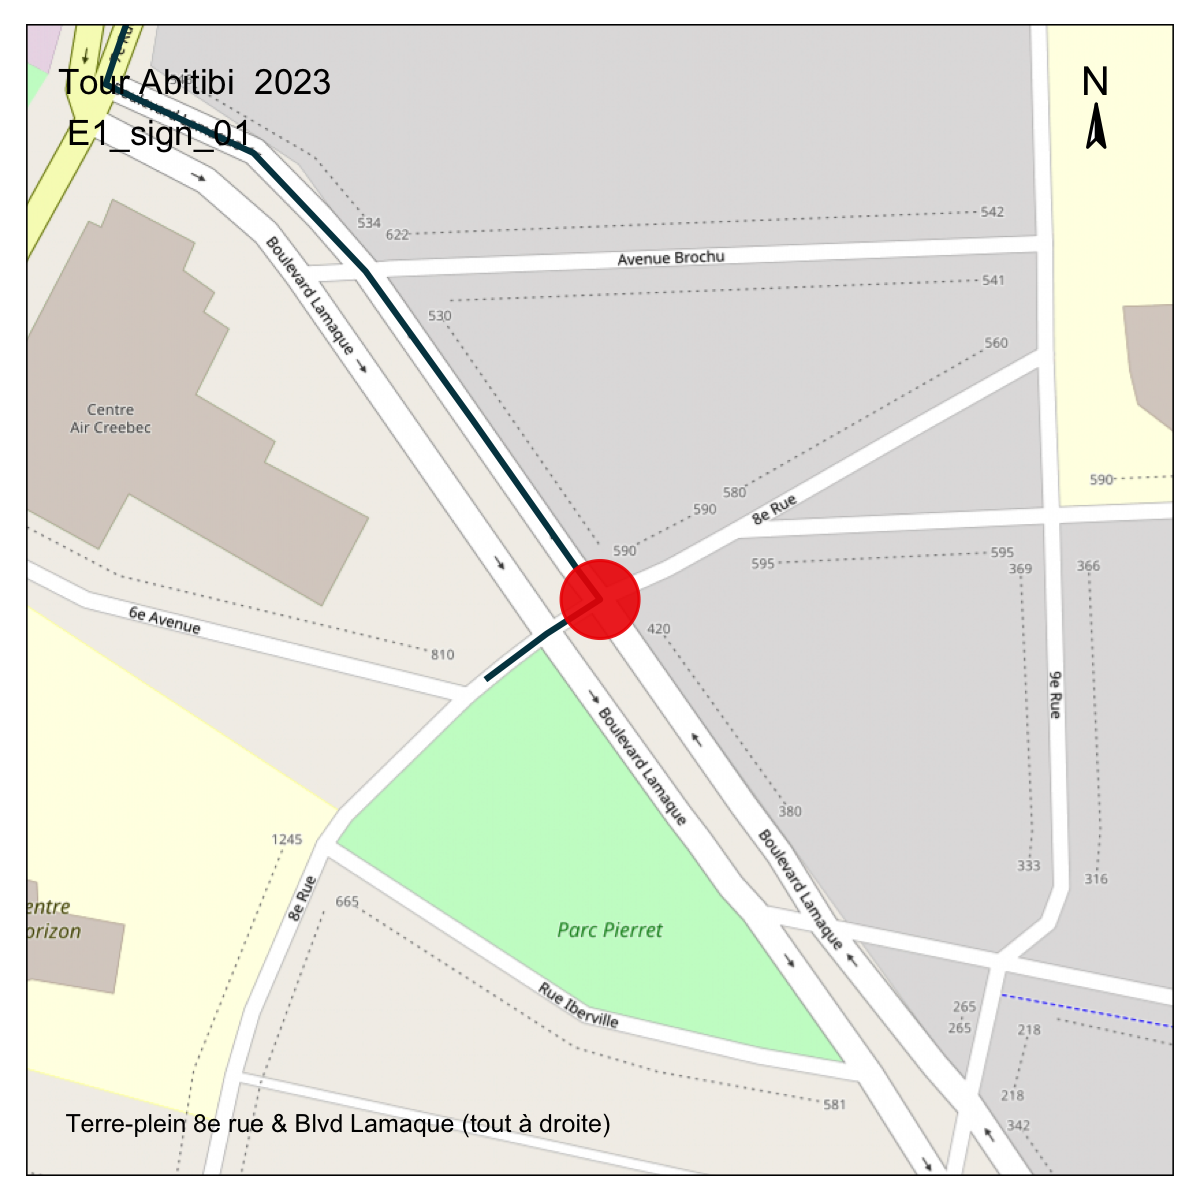 7e Ru
Tour Abitibi 2023
N
E1_sign_01
542
534
622
Avenue Brochu
541
530
Boulevard Lamaque
560
Centre
Air Creebec
590
580
590
8e Rue
590
595
595
369
366
6e Avenue
420
810
9e Rue
Boulevard Lamaque
380
1245
Boulevard Lamaque
333
316
8e Rue
665
entre
orizon
Parc Pierret
Rue Iberville
265
265
218
218
581
342
Terre-plein 8e rue & Blvd Lamaque (tout à droite)